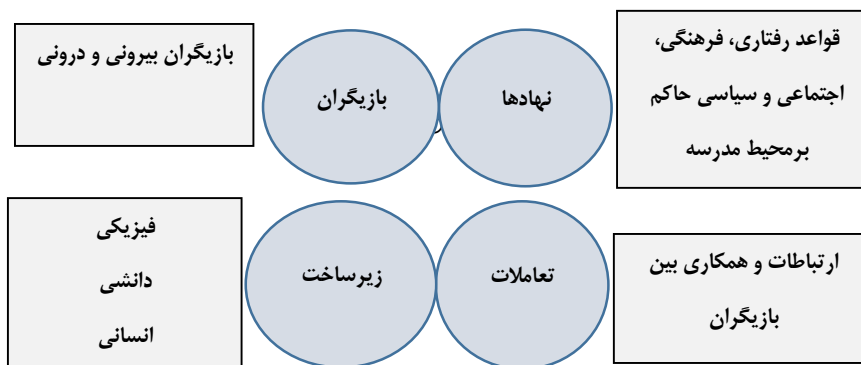 قواعد رفتاری، فرهنگی،
اجتماعی و سیاسی حاکم
برمحیط مدرسه
نهادها
بازیگران
بازیگران بیرونی و درونی
ارتباطات و همکاری بین
بازیگران
تعاملات
زیرساخت
فیزیکی
دانشی
انسانی